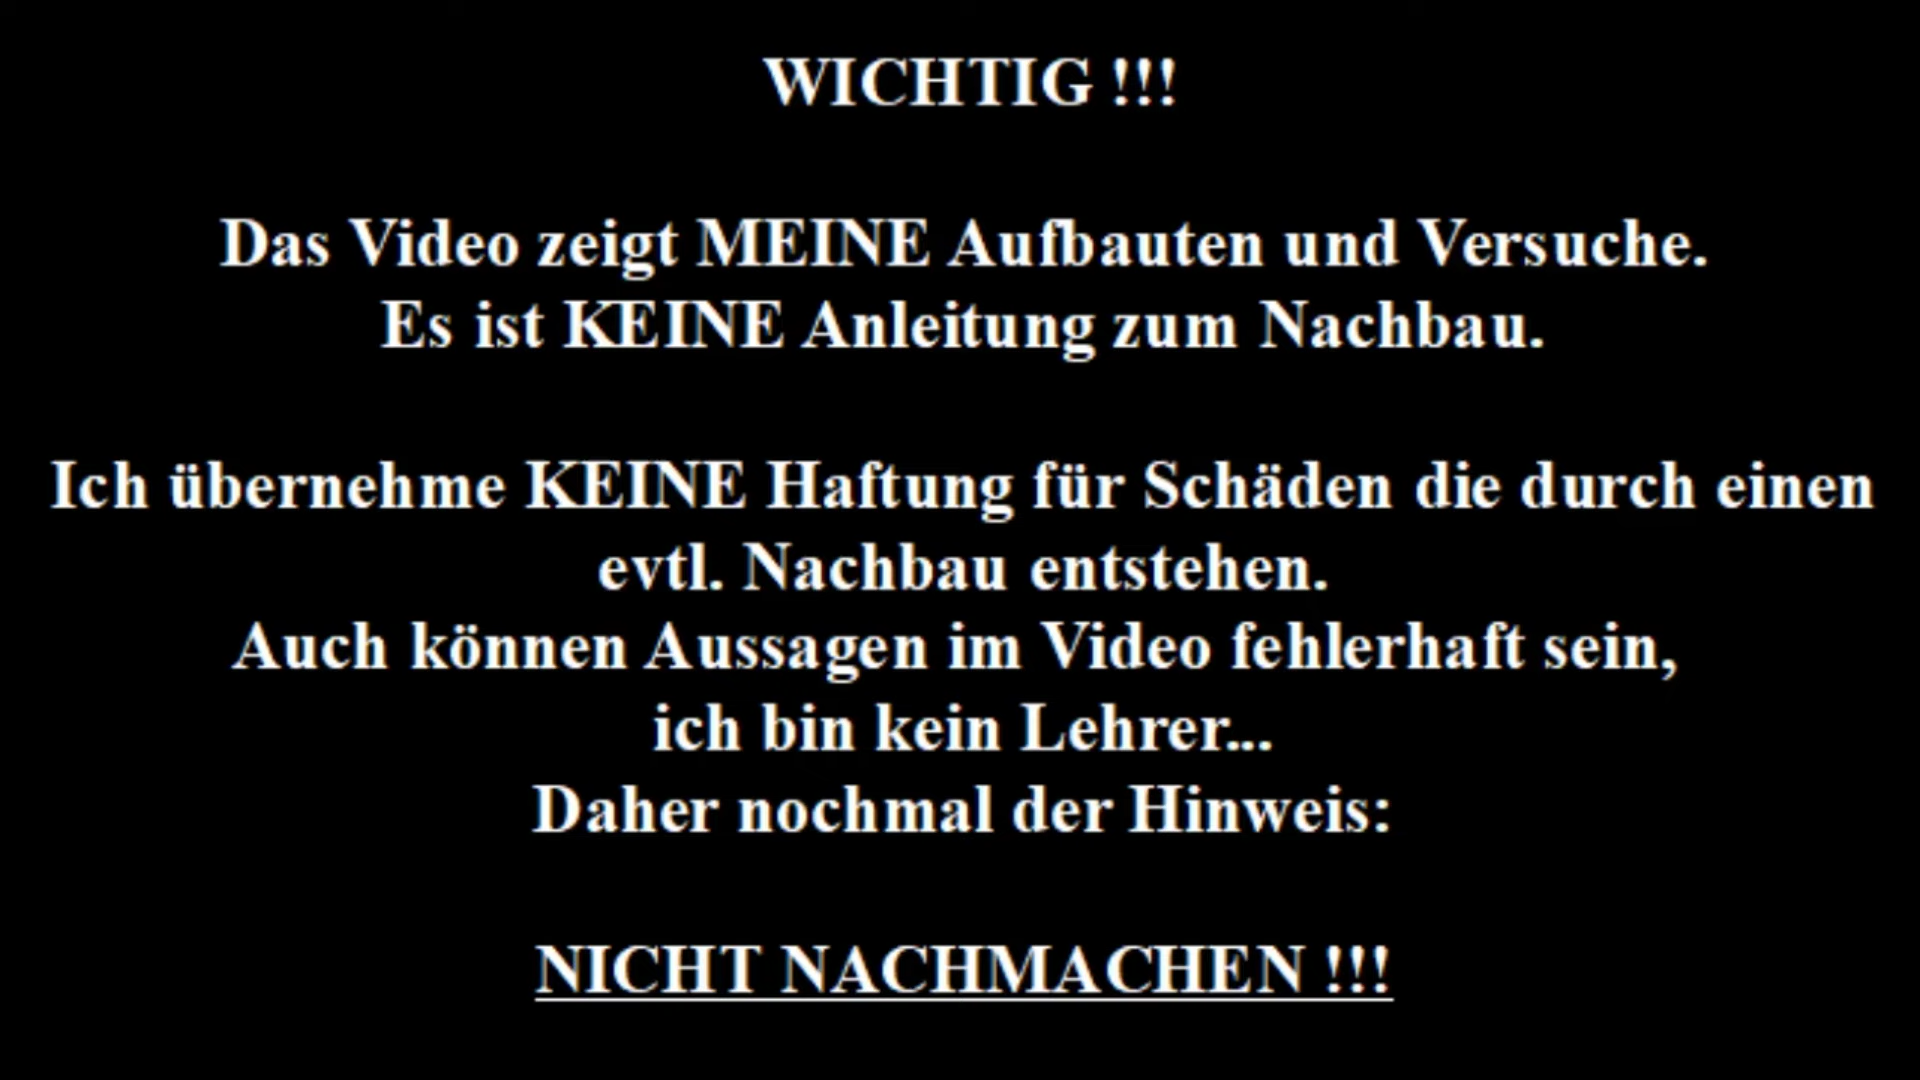 WICHTIG !!!
Das Video zeigt MEINE Aufbauten und Versuche.
Es ist KEINE Anleitung zum Nachbau.
Ich übernehme KEINE Haftung für Schäden die durch einen
evtl. Nachbau entstehen.
Auch können Aussagen im Video fehlerhaft sein,
ich bin kein Lehrer...
Daher nochmal der Hinweis:
NICHT NACHMACHEN !!!